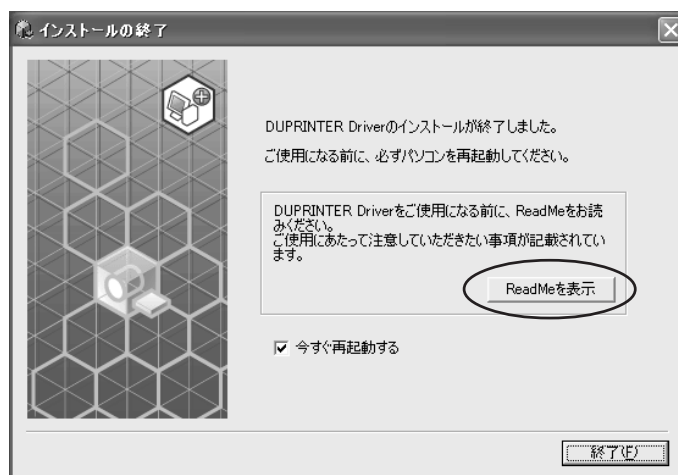 インストールの終了
DUPRINTER Driverのインストールが終了しました。
ご使用になる前に、必ずパソコンを再起動してください。
DUPRINTER Driverをご使用になる前に、ReadMeをお読
みください。
ご使用にあたって注意していただきたい事項が記載されてい
ます。
ReadMeを表示
今すぐ再起動する
終了(F)